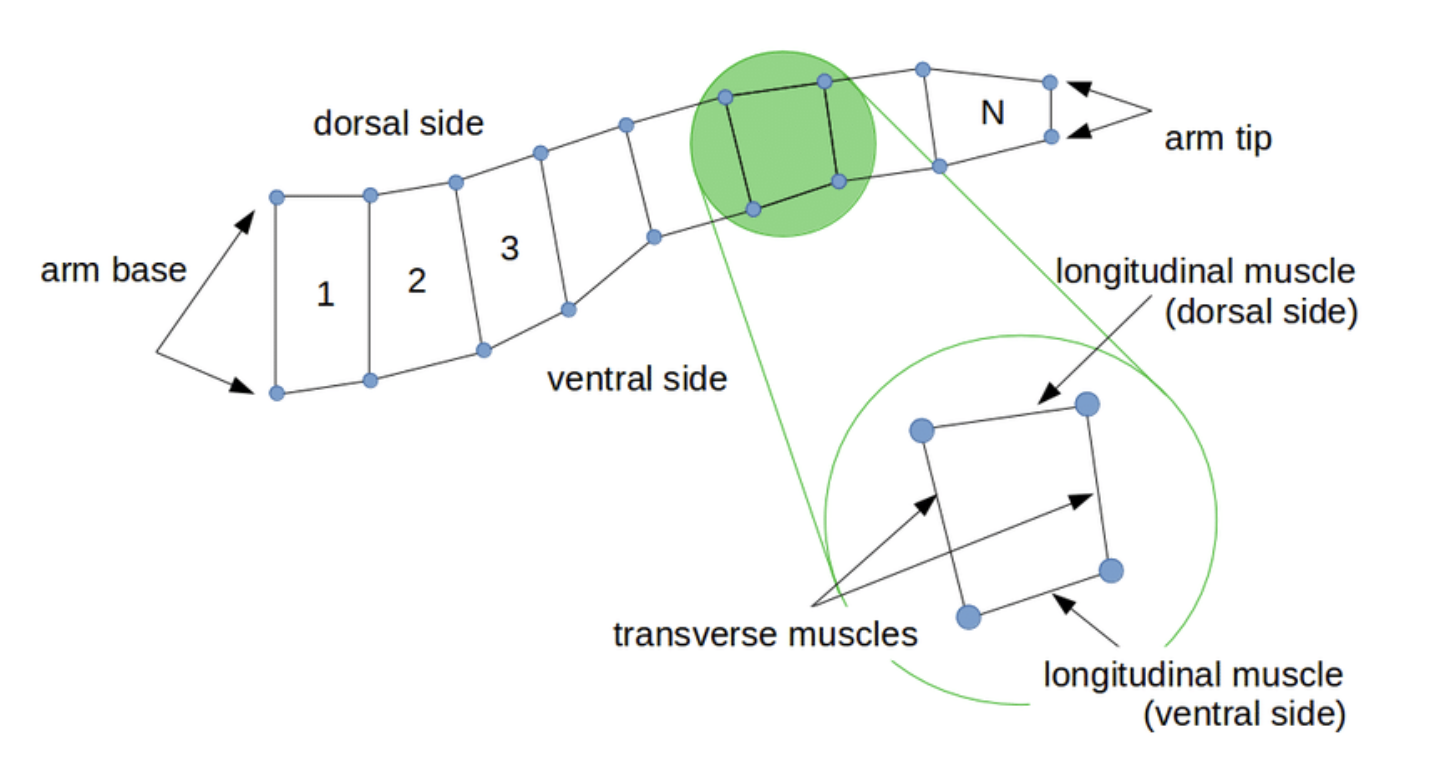 dorsal side
N
arm tip
arm base
1
2
3
ventral side
longitudinal muscle
(dorsal side)
transverse muscles
longitudinal muscle
(ventral side)